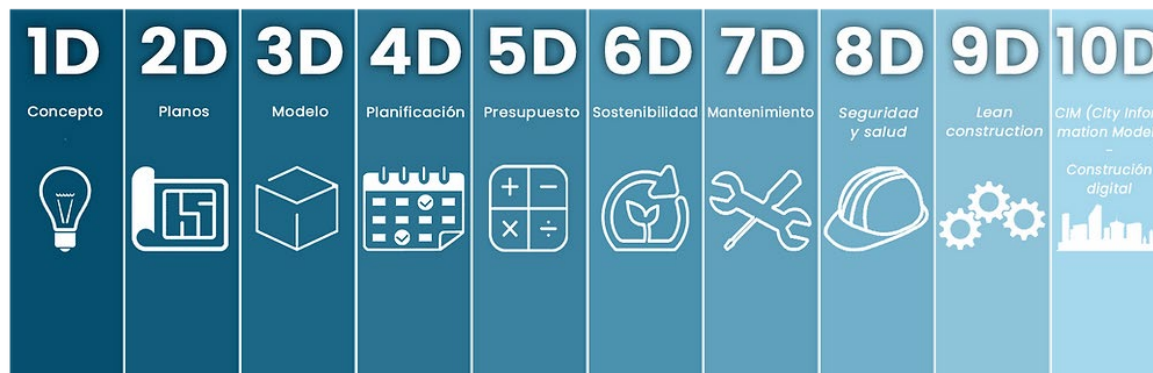 1D
Concepto
2D
Planos
3D
Modelo
4D
Planificación
5D
Presupuesto
6D
Sostenibilidad
7D
Mantenimiento
8D
Seguridad
y salud
9D
Lean
construction
10D
CIM (City Infor
mation Model
-
Construción
digital